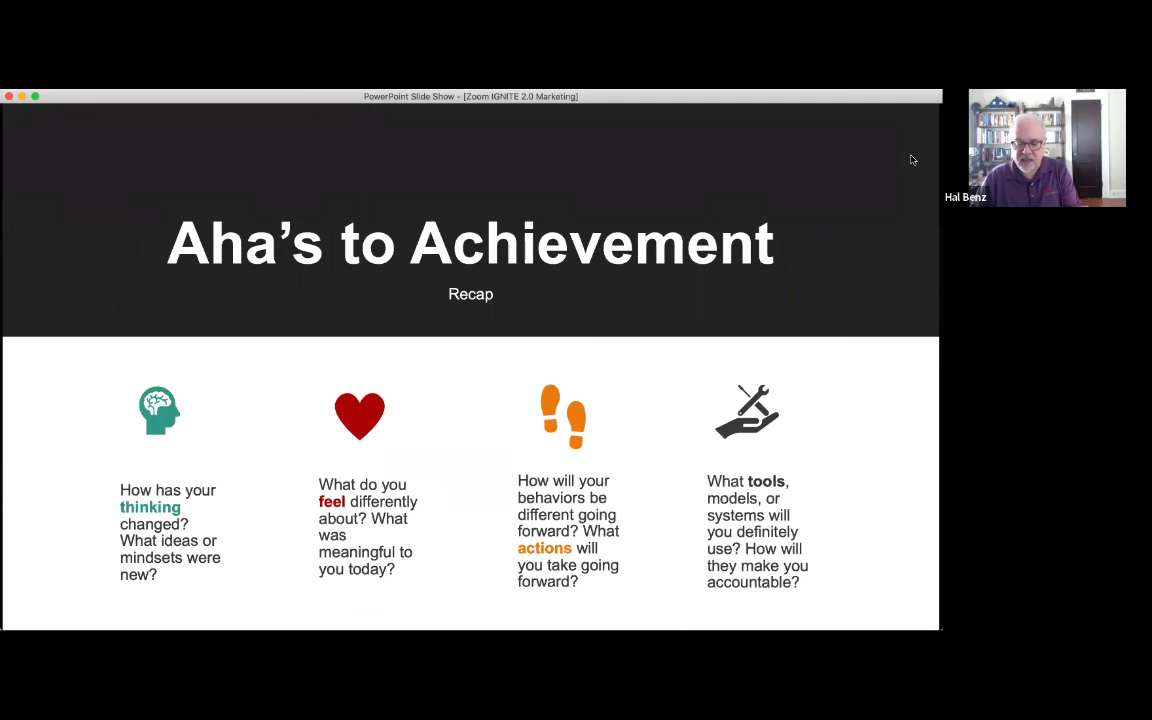 PowerPoint Slide Show - [Zoom IGNITE 2.0 Marketing]
Aha’s to Achievement
Recap
How has your
thinking
changed?
What ideas or
mindsets were
new?
What do you
feel differently
about? What
was
meaningful to
you today?
How will your
behaviors be
different going
forward? What
actions will
you take going
forward?
What tools,
models, or
systems will
you definitely
use? How will
they make you
accountable?
Hal Benz